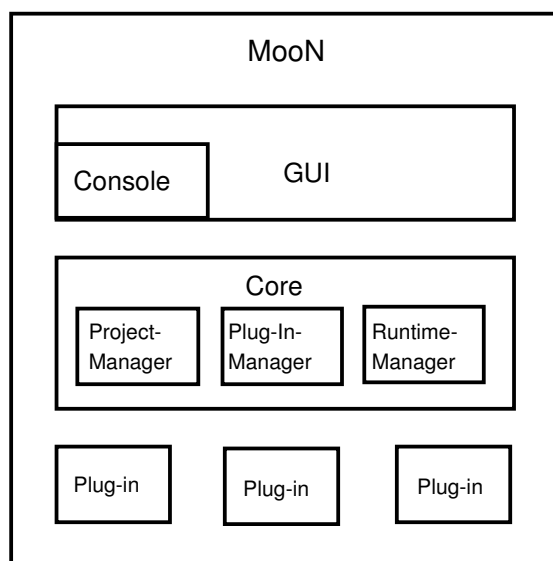 MooN
GUI
Console
Core
Project-
Manager
Plug-In-
Manager
Runtime-
Manager
Plug-in
Plug-in
Plug-in